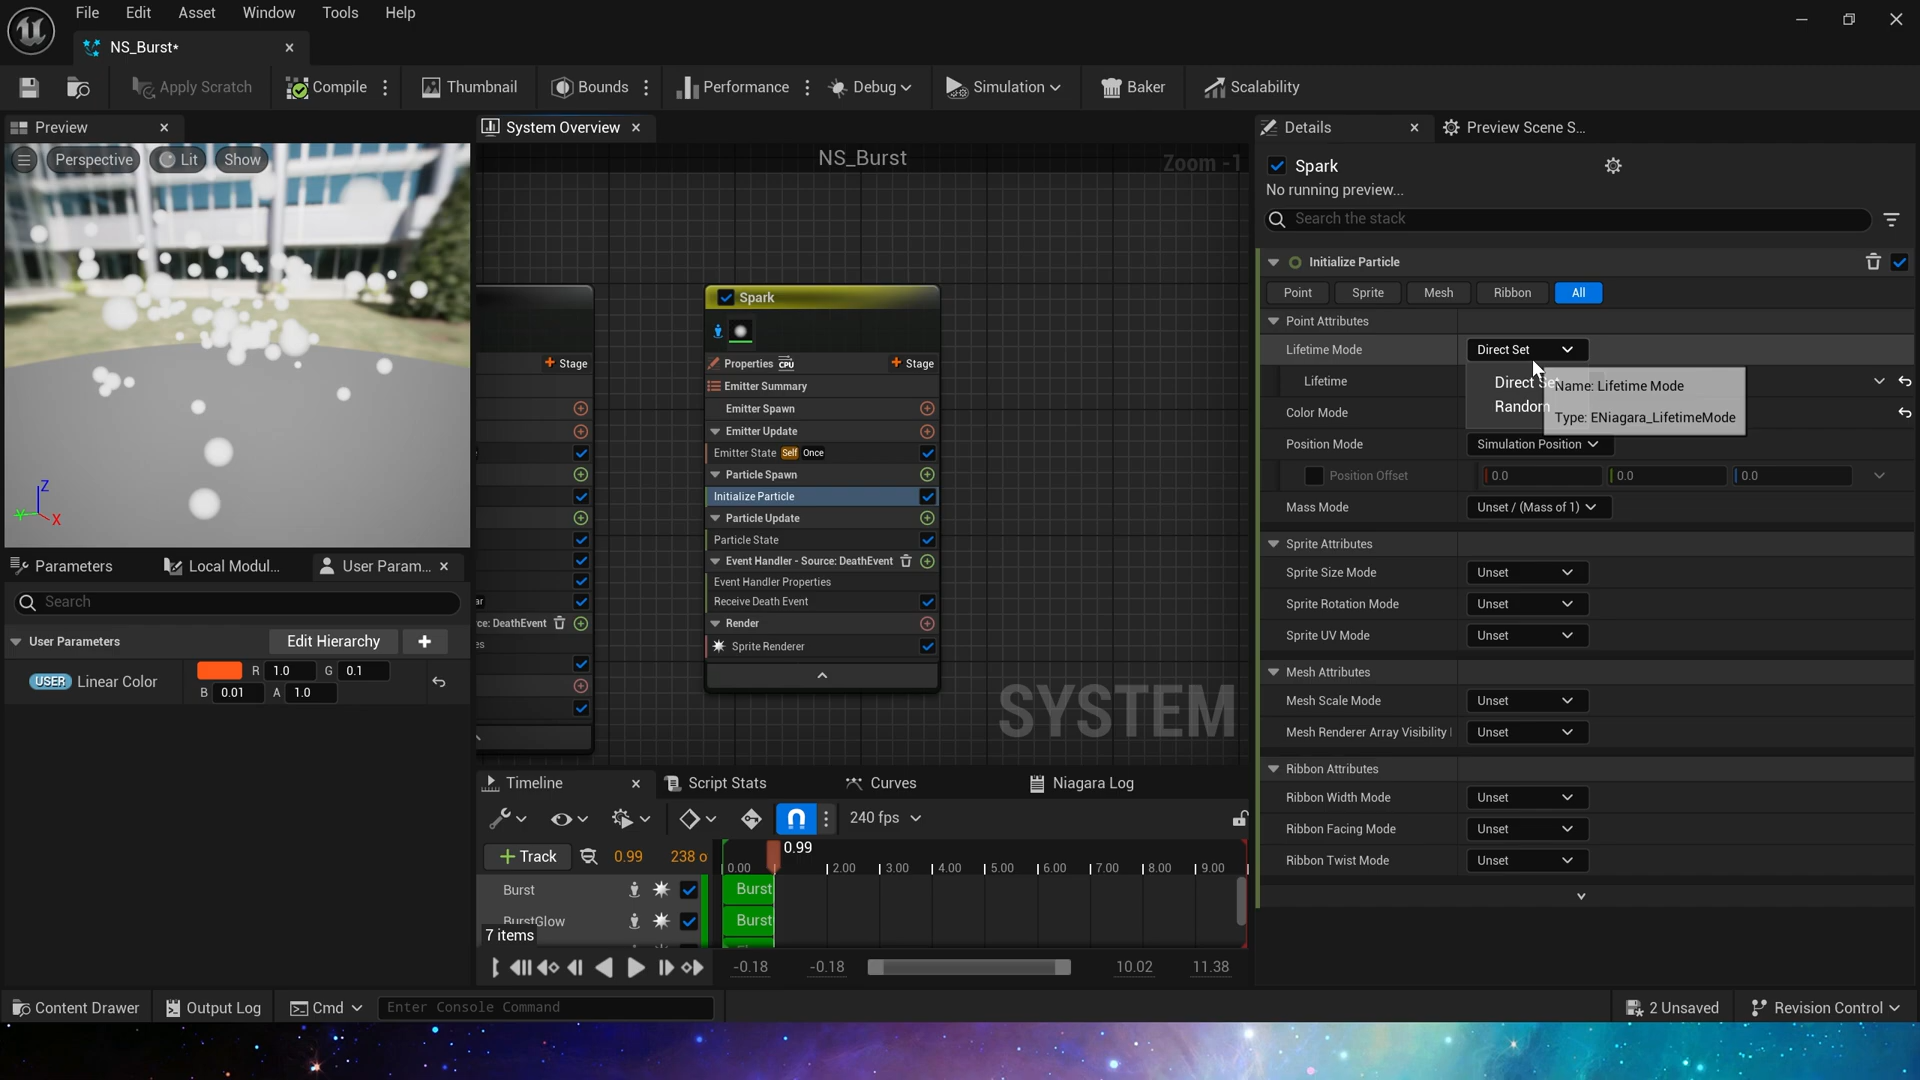 File Edit Asset Window Tools Help
NS_Burst*
Apply Scratch Compile Thumbnail Bounds Performance Debug Simulation Baker Scalability
Preview
Perspective Lit Show
Z
Y X
Parameters Local Modul... User Param...
Search
User Parameters Edit Hierarchy
USER Linear Color R 1.0 G 0.1
B 0.01 A 1.0
System Overview
NS_Burst Zoom -1
Stage
ar
ce: DeathEvent
es
Spark
Properties CPU Stage
Emitter Summary
Emitter Spawn
Emitter Update
Emitter State Self Once
Particle Spawn
Initialize Particle
Particle Update
Particle State
Event Handler - Source: DeathEvent
Event Handler Properties
Receive Death Event
Render
Sprite Renderer
SYSTEM
Timeline Script Stats Curves Niagara Log
240 fps
Track 0.99 238 o
0.99
0.00 2.00 3.00 4.00 5.00 6.00 7.00 8.00 9.00
Burst Burst
BurstGlow Burst
7 items
-0.18 -0.18 10.02 11.38
Details Preview Scene S...
Spark
No running preview...
Search the stack
Initialize Particle
Point Sprite Mesh Ribbon All
Point Attributes
Lifetime Mode Direct Set
Lifetime
Direct Se
Random
Name: Lifetime Mode
Type: ENiagara_LifetimeMode
Color Mode
Position Mode Simulation Position
Position Offset 0.0 0.0 0.0
Mass Mode Unset / (Mass of 1)
Sprite Attributes
Sprite Size Mode Unset
Sprite Rotation Mode Unset
Sprite UV Mode Unset
Mesh Attributes
Mesh Scale Mode Unset
Mesh Renderer Array Visibility Unset
Ribbon Attributes
Ribbon Width Mode Unset
Ribbon Facing Mode Unset
Ribbon Twist Mode Unset
Content Drawer Output Log Cmd Enter Console Command 2 Unsaved Revision Control